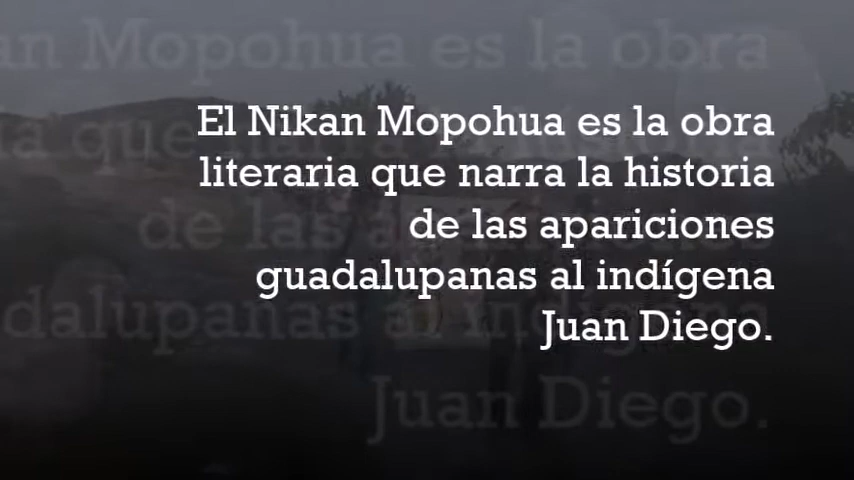 El Nikan Mopohua es la obra
literaria que narra la historia
de las apariciones
guadalupanas al indígena
Juan Diego.